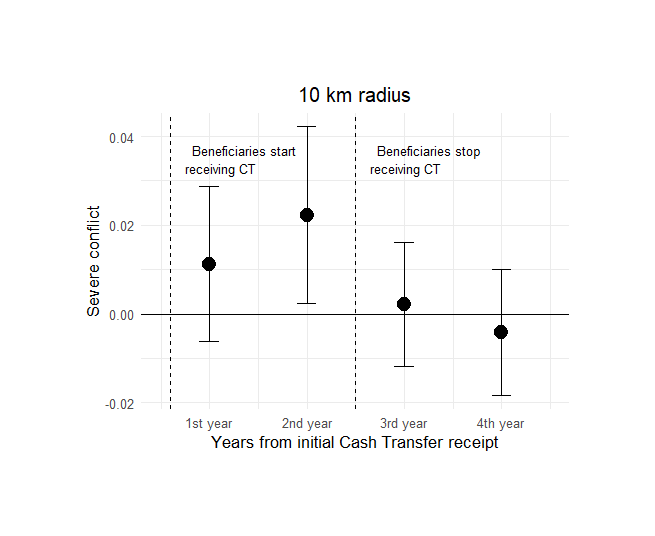 10 km radius
Severe conflict
0.04
0.02
0.00
-0.02
Beneficiaries start
receiving CT
Beneficiaries stop
receiving CT
1st year
2nd year
3rd year
4th year
Years from initial Cash Transfer receipt